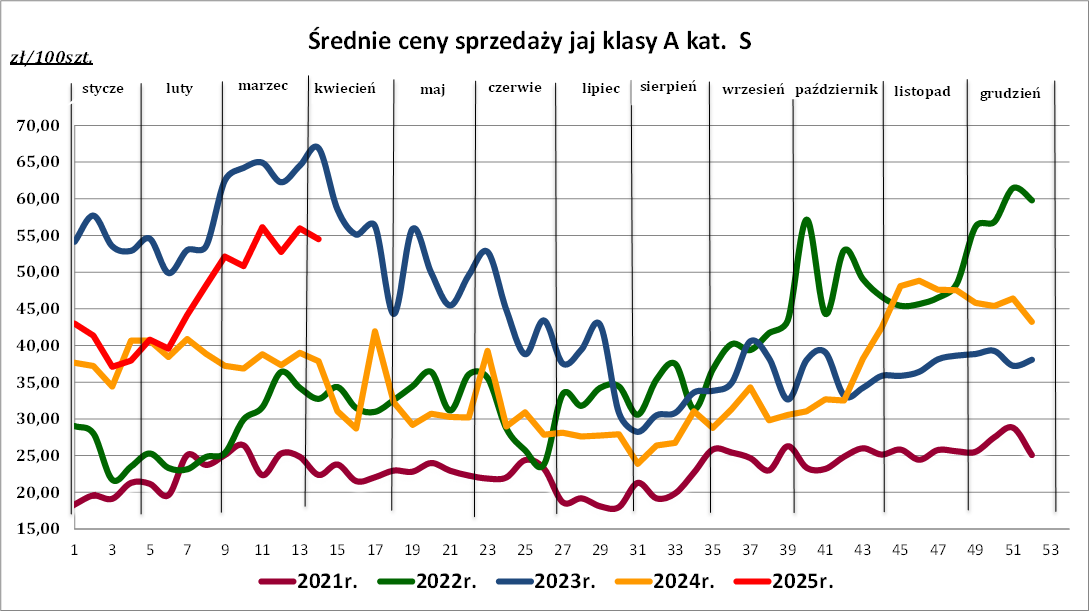 Średnie ceny sprzedaży jaj klasy A kat. S
zł/100szt.
stycze luty marzec kwiecień maj czerwie lipiec sierpień wrzesień październik listopad grudzień
70,00
65,00
60,00
55,00
50,00
45,00
40,00
35,00
30,00
25,00
20,00
15,00
1 3 5 7 9 11 13 15 17 19 21 23 25 27 29 31 33 35 37 39 41 43 45 47 49 51 53
2021r. 2022r. 2023r. 2024r. 2025r.